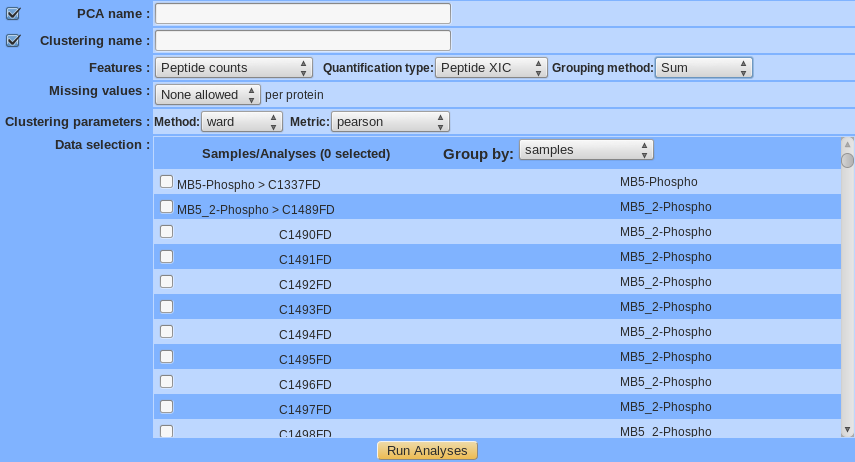 PCA name :
Clustering name :
Features : Peptide counts Quantification type: Peptide XIC Grouping method: Sum
Missing values : None allowed per protein
Clustering parameters : Method: ward Metric: pearson
Data selection :
Samples/Analyses (0 selected) Group by: samples
MB5-Phospho > C1337FD MB5-Phospho
MB5_2-Phospho > C1489FD MB5_2-Phospho
C1490FD MB5_2-Phospho
C1491FD MB5_2-Phospho
C1492FD MB5_2-Phospho
C1493FD MB5_2-Phospho
C1494FD MB5_2-Phospho
C1495FD MB5_2-Phospho
C1496FD MB5_2-Phospho
C1497FD MB5_2-Phospho
C1498FD MB5_2-Phospho
Run Analyses